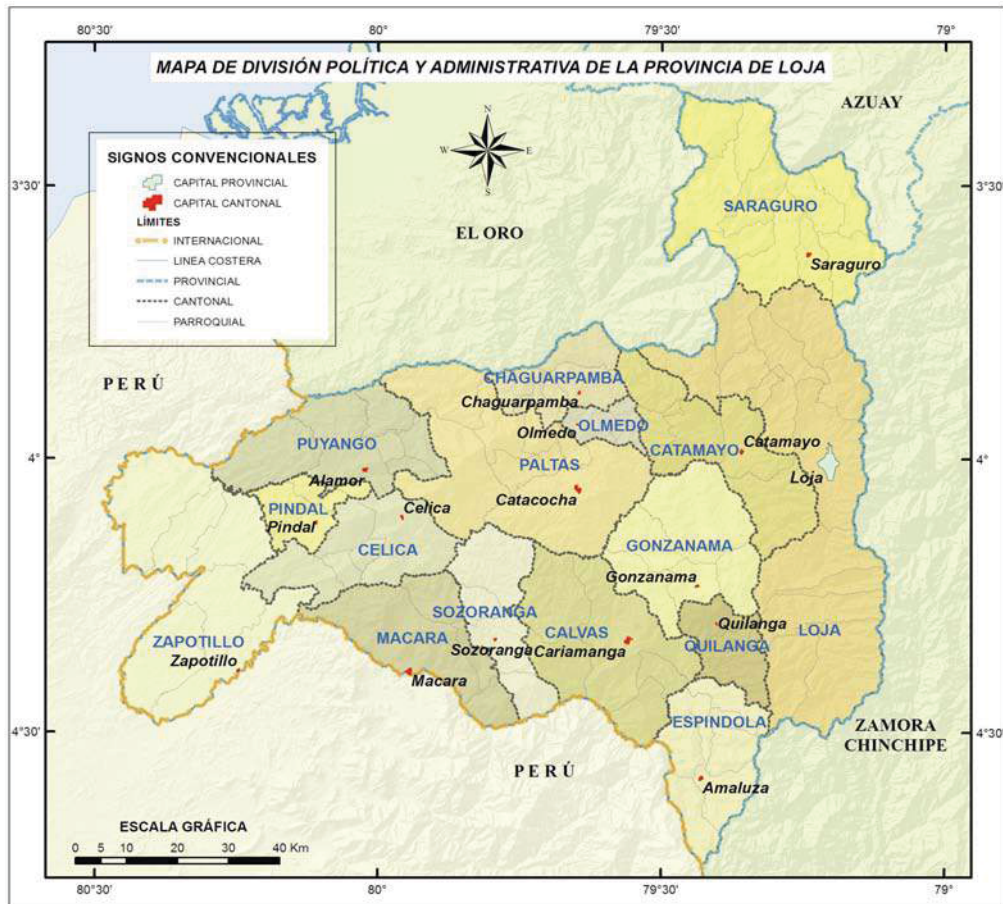 80°30'
80°
79°30'
79°
MAPA DE DIVISIÓN POLÍTICA Y ADMINISTRATIVA DE LA PROVINCIA DE LOJA
AZUAY
N
W E
S
SIGNOS CONVENCIONALES
CAPITAL PROVINCIAL
CAPITAL CANTONAL
LÍMITES
INTERNACIONAL
LINEA COSTERA
PROVINCIAL
CANTONAL
PARROQUIAL
3°30'
3°30'
SARAGURO
EL ORO
Saraguro
PERÚ
CHAGUARPAMBA
Chaguarpamba
OLMEDO
Olmedo
PUYANGO
CATAMAYO
Catamayo
4°
4°
PALTAS
Alamor
Loja
Catacocha
PINDAL
Pindal
Celica
CELICA
GONZANAMA
Gonzanama
SOZORANGA
Quilanga
ZAPOTILLO
MACARA
Sozoranga
CALVAS
Cariamanga
QUILANGA
LOJA
Zapotillo
Macara
ESPINDOLA
4°30'
4°30'
ZAMORA
CHINCHIPE
PERÚ
Amaluza
ESCALA GRÁFICA
0 5 10 20 30 40 Km
80°30'
80°
79°30'
79°